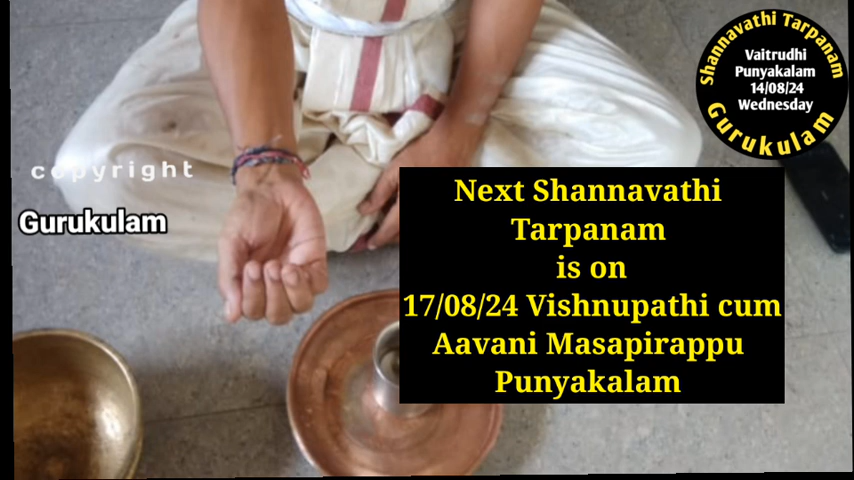 Shannavathi Tarpanam
Vaitrudhi
Punyakalam
14/08/24
Wednesday
Gurukulam
copyright
Gurukulam
Next Shannavathi
Tarpanam
is on
17/08/24 Vishnupathi cum
Aavani Masapirappu
Punyakalam